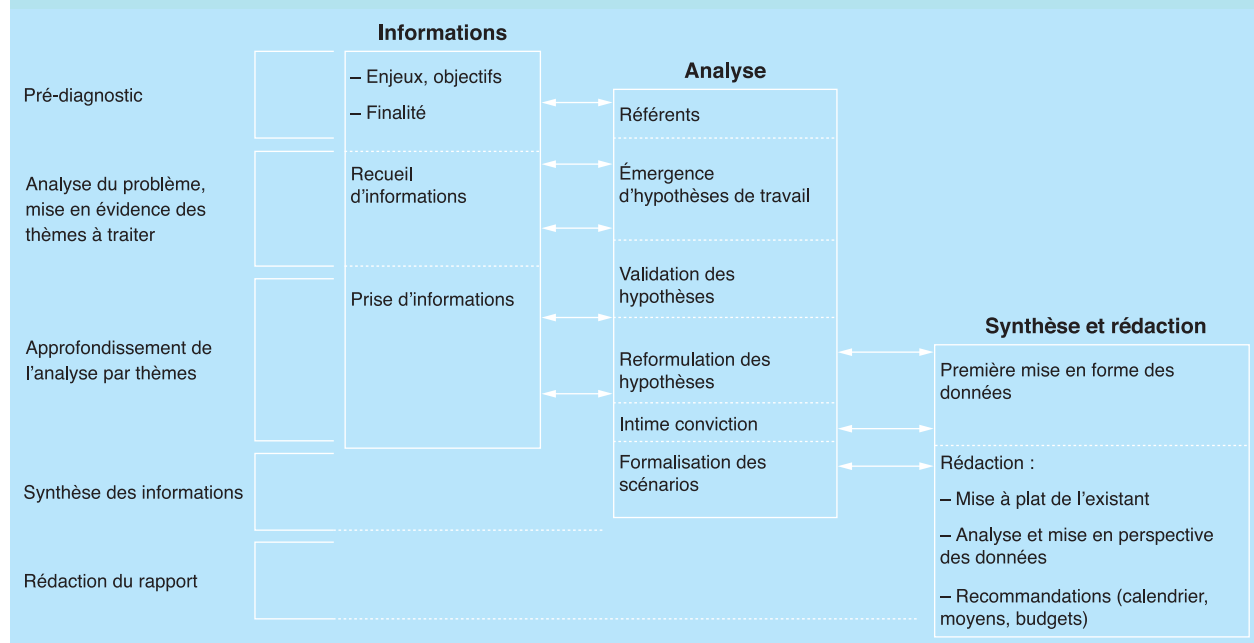 Informations
Analyse
Synthèse et rédaction
Pré-diagnostic
Analyse du problème,
mise en évidence des
thèmes à traiter
Approfondissement de
l'analyse par thèmes
Synthèse des informations
Rédaction du rapport
– Enjeux, objectifs
– Finalité
Recueil
d'informations
Prise d'informations
Référents
Émergence
d'hypothèses de travail
Validation des
hypothèses
Reformulation des
hypothèses
Intime conviction
Formalisation des
scénarios
Première mise en forme des
données
Rédaction :
– Mise à plat de l'existant
– Analyse et mise en perspective
des données
– Recommandations (calendrier,
moyens, budgets)